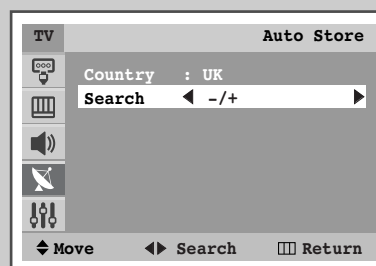 TV Auto Store
Country : UK
Search ◀ -/+ ▶
Move Search Return